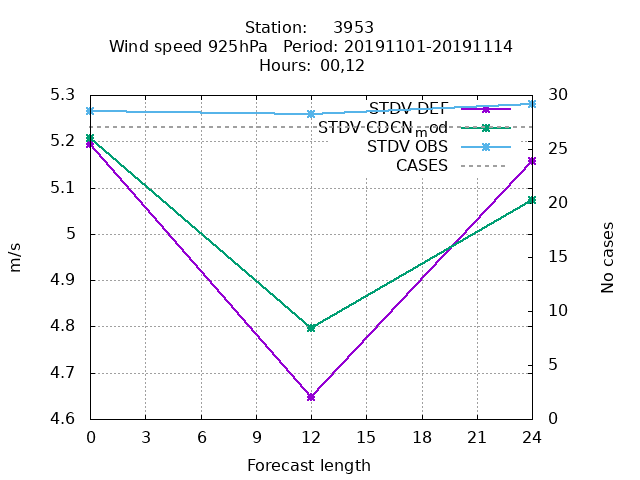 Station: 3953
Wind speed 925hPa Period: 20191101-20191114
Hours: 00,12
5.3
5.2
5.1
5
4.9
4.8
4.7
4.6
m/s
STDV DEF
STDV CDCNmod
STDV OBS
CASES
30
25
20
15
10
5
0
No cases
0 3 6 9 12 15 18 21 24
Forecast length